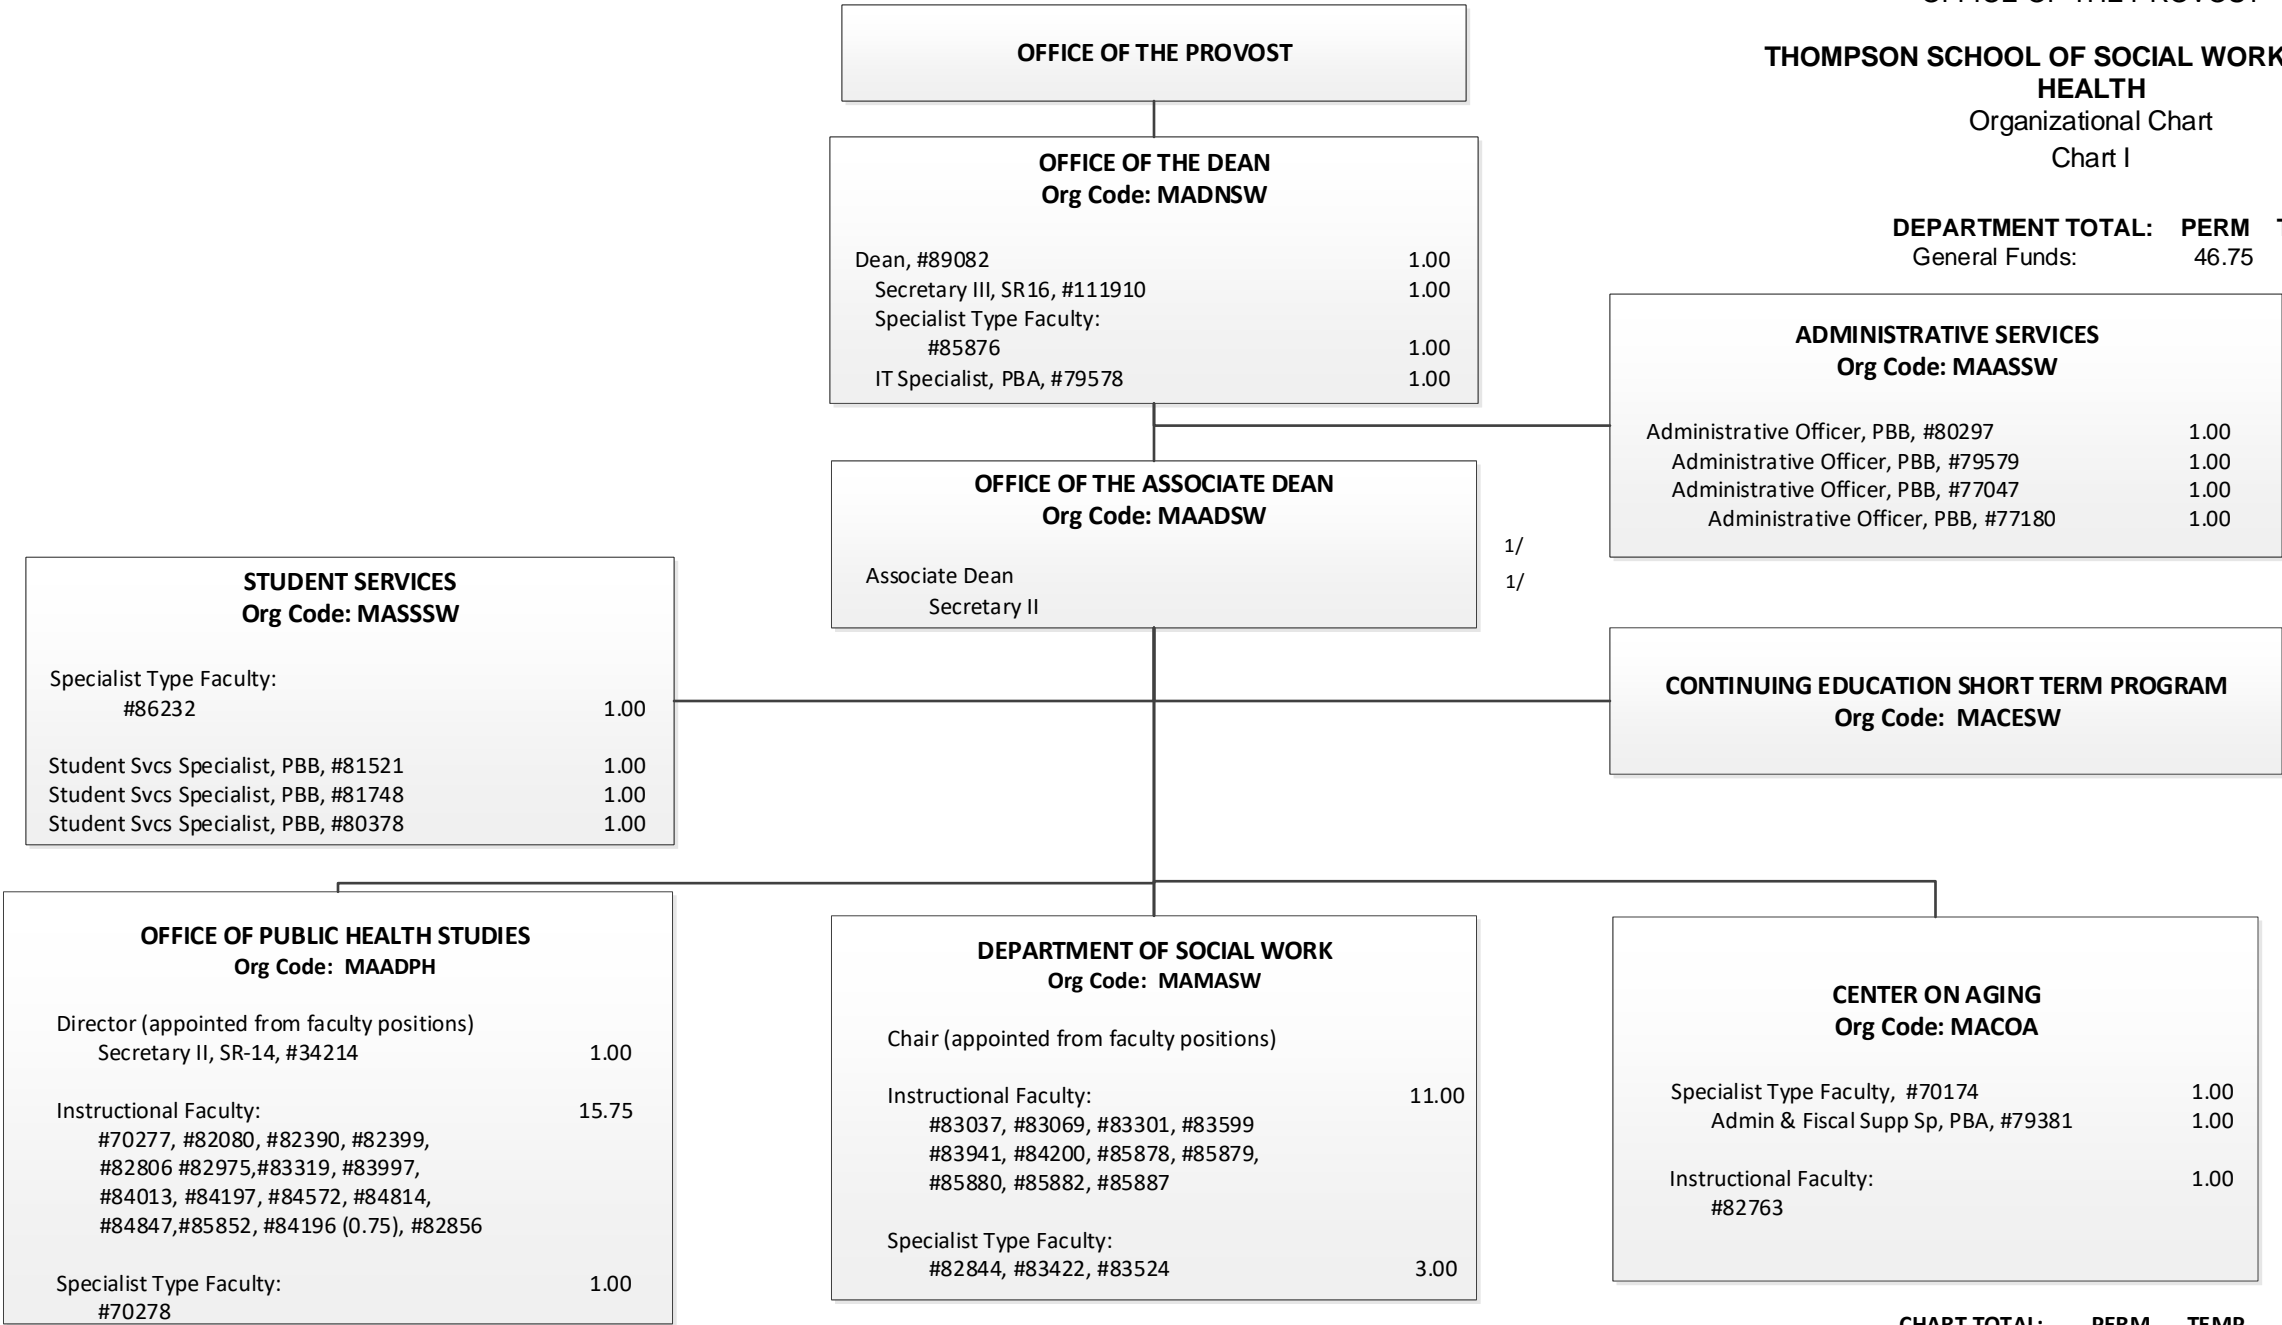 OFFICE OF THE PROVOST
THOMPSON SCHOOL OF SOCIAL WORK
HEALTH
Organizational Chart
Chart I
DEPARTMENT TOTAL: PERM
General Funds: 46.75
OFFICE OF THE PROVOST
OFFICE OF THE DEAN
Org Code: MADNSW
Dean, #89082 1.00
Secretary III, SR16, #111910 1.00
Specialist Type Faculty:
#85876 1.00
IT Specialist, PBA, #79578 1.00
ADMINISTRATIVE SERVICES
Org Code: MAASSW
Administrative Officer, PBB, #80297 1.00
Administrative Officer, PBB, #79579 1.00
Administrative Officer, PBB, #77047 1.00
Administrative Officer, PBB, #77180 1.00
OFFICE OF THE ASSOCIATE DEAN
Org Code: MAADSW
Associate Dean 1/
Secretary II 1/
STUDENT SERVICES
Org Code: MASSSW
Specialist Type Faculty:
#86232 1.00
Student Svcs Specialist, PBB, #81521 1.00
Student Svcs Specialist, PBB, #81748 1.00
Student Svcs Specialist, PBB, #80378 1.00
CONTINUING EDUCATION SHORT TERM PROGRAM
Org Code: MACESW
OFFICE OF PUBLIC HEALTH STUDIES
Org Code: MAADPH
Director (appointed from faculty positions)
Secretary II, SR-14, #34214 1.00
Instructional Faculty: 15.75
#70277, #82080, #82390, #82399,
#82806 #82975,#83319, #83997,
#84013, #84197, #84572, #84814,
#84847,#85852, #84196 (0.75), #82856
Specialist Type Faculty: 1.00
#70278
DEPARTMENT OF SOCIAL WORK
Org Code: MAMASW
Chair (appointed from faculty positions)
Instructional Faculty: 11.00
#83037, #83069, #83301, #83599
#83941, #84200, #85878, #85879,
#85880, #85882, #85887
Specialist Type Faculty:
#82844, #83422, #83524 3.00
CENTER ON AGING
Org Code: MACOA
Specialist Type Faculty, #70174 1.00
Admin & Fiscal Supp Sp, PBA, #79381 1.00
Instructional Faculty: 1.00
#82763
CHART TOTAL: PERM TEMP